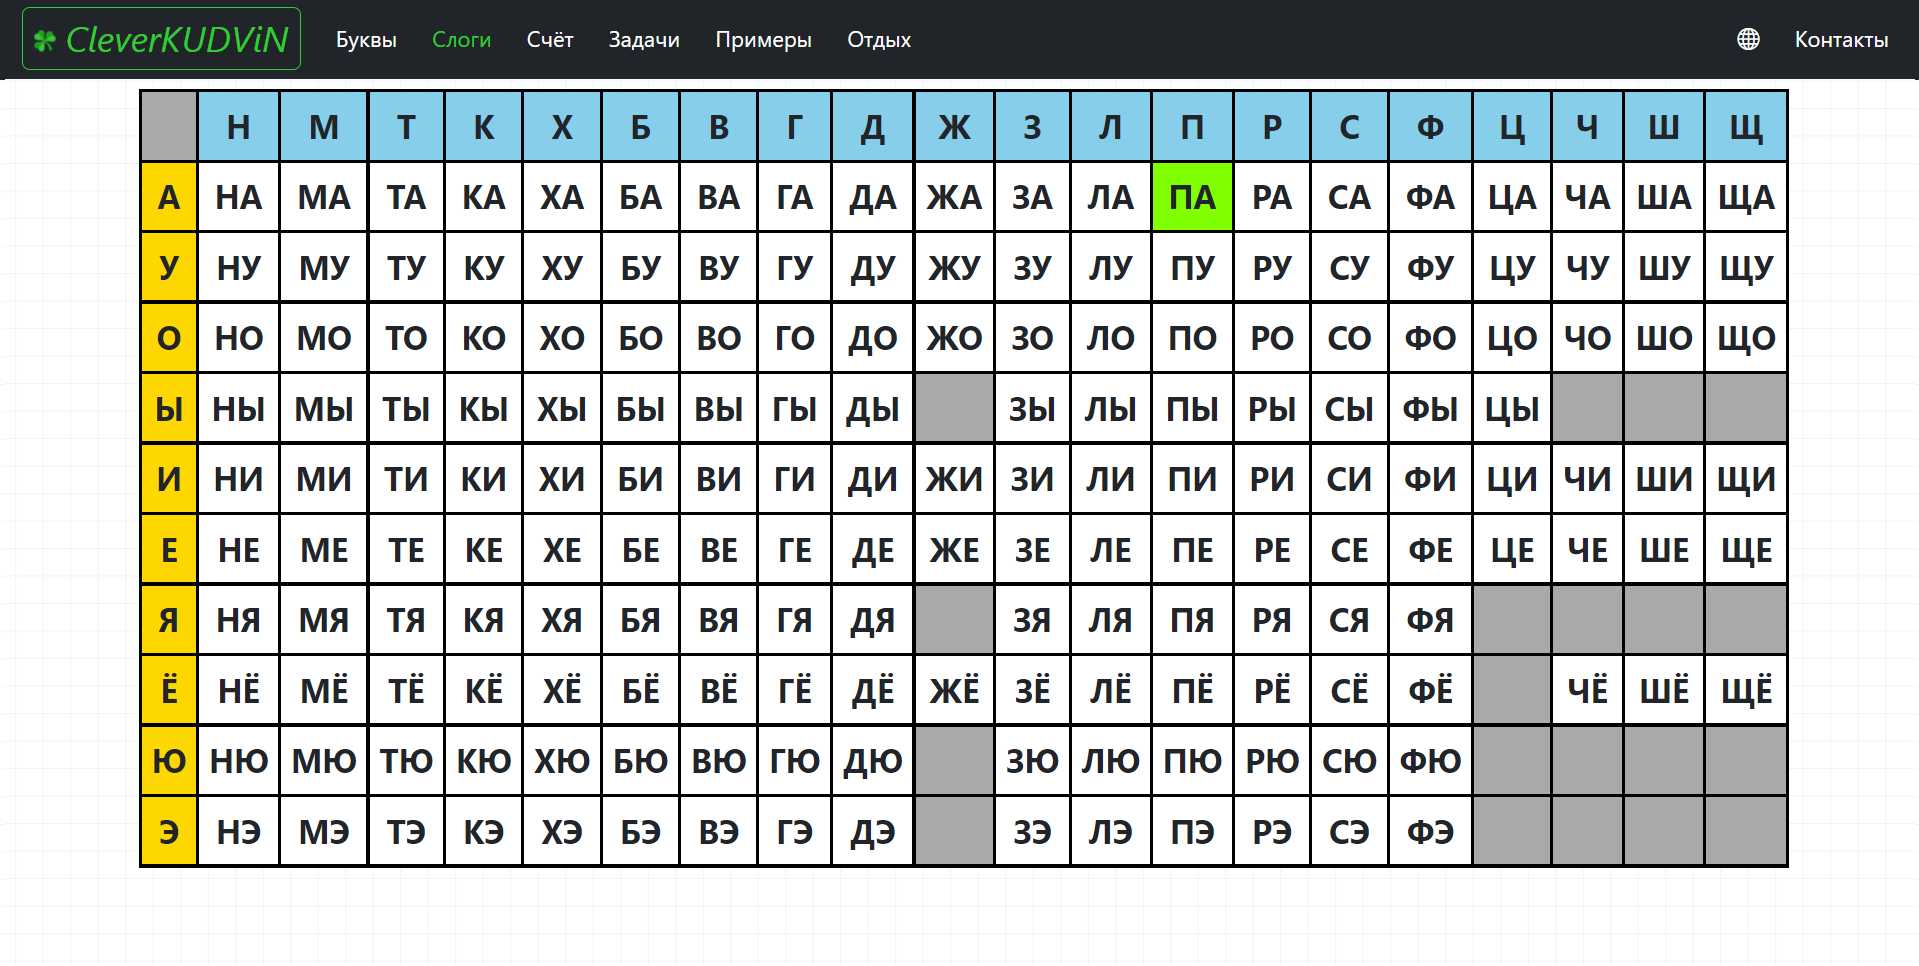 CleverKUDViN Буквы Слоги Счёт Задачи Примеры Отдых Контакты
Н М Т К Х Б В Г Д Ж З Л П Р С Ф Ц Ч Ш Щ
А НА МА ТА КА ХА БА ВА ГА ДА ЖА ЗА ЛА ПА РА СА ФА ЦА ЧА ША ЩА
У НУ МУ ТУ КУ ХУ БУ ВУ ГУ ДУ ЖУ ЗУ ЛУ ПУ РУ СУ ФУ ЦУ ЧУ ШУ ЩУ
О НО МО ТО КО ХО БО ВО ГО ДО ЖО ЗО ЛО ПО РО СО ФО ЦО ЧО ШО ЩО
Ы НЫ МЫ ТЫ КЫ ХЫ БЫ ВЫ ГЫ ДЫ ЗЫ ЛЫ ПЫ РЫ СЫ ФЫ ЦЫ
И НИ МИ ТИ КИ ХИ БИ ВИ ГИ ДИ ЖИ ЗИ ЛИ ПИ РИ СИ ФИ ЦИ ЧИ ШИ ЩИ
Е НЕ МЕ ТЕ КЕ ХЕ БЕ ВЕ ГЕ ДЕ ЖЕ ЗЕ ЛЕ ПЕ РЕ СЕ ФЕ ЦЕ ЧЕ ШЕ ЩЕ
Я НЯ МЯ ТЯ КЯ ХЯ БЯ ВЯ ГЯ ДЯ ЗЯ ЛЯ ПЯ РЯ СЯ ФЯ
Ё НЁ МЁ ТЁ КЁ ХЁ БЁ ВЁ ГЁ ДЁ ЖЁ ЗЁ ЛЁ ПЁ РЁ СЁ ФЁ ЧЁ ШЁ ЩЁ
Ю НЮ МЮ ТЮ КЮ ХЮ БЮ ВЮ ГЮ ДЮ ЗЮ ЛЮ ПЮ РЮ СЮ ФЮ
Э НЭ МЭ ТЭ КЭ ХЭ БЭ ВЭ ГЭ ДЭ ЗЭ ЛЭ ПЭ РЭ СЭ ФЭ